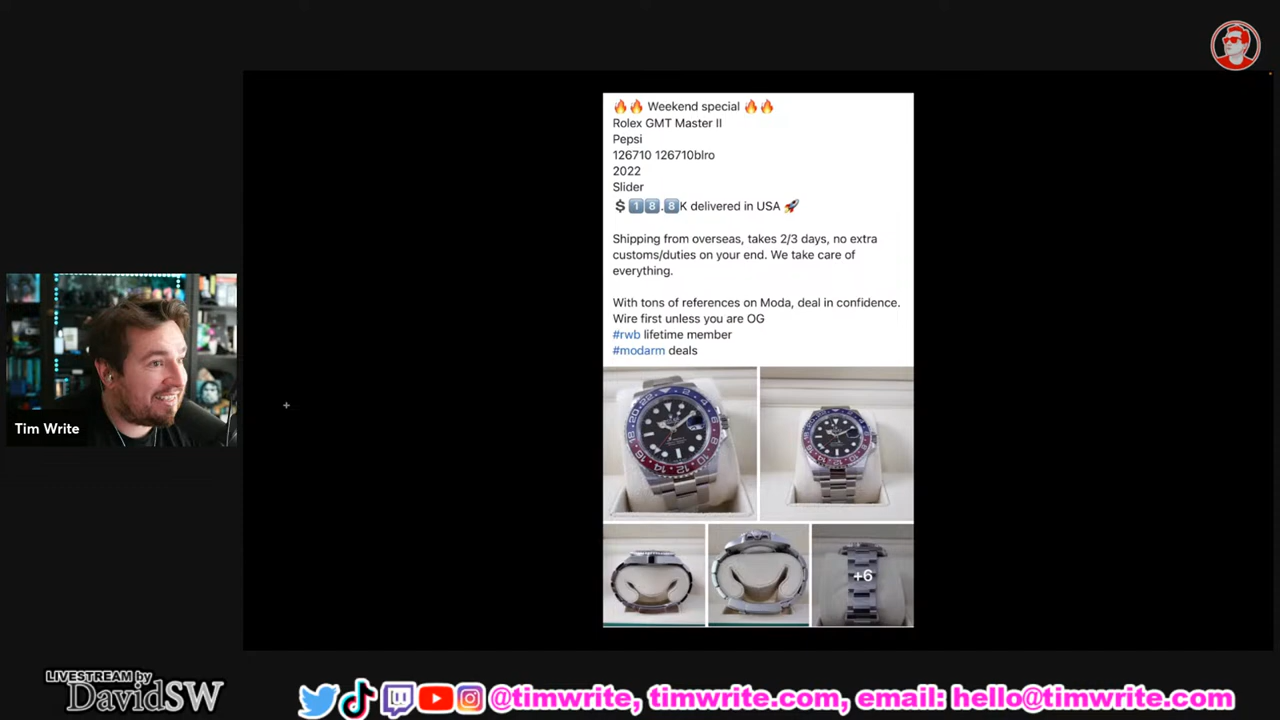 🔥🔥 Weekend special 🔥🔥
Rolex GMT Master II
Pepsi
126710 126710blro
2022
Slider
$1️⃣8️⃣.8️⃣K delivered in USA 🚀
Shipping from overseas, takes 2/3 days, no extra
customs/duties on your end. We take care of
everything.
With tons of references on Moda, deal in confidence.
Wire first unless you are OG
#rwb lifetime member
#modarm deals
+6
Tim Write
LIVESTREAM by
DavidSW
@timwrite, timwrite.com, email: hello@timwrite.com